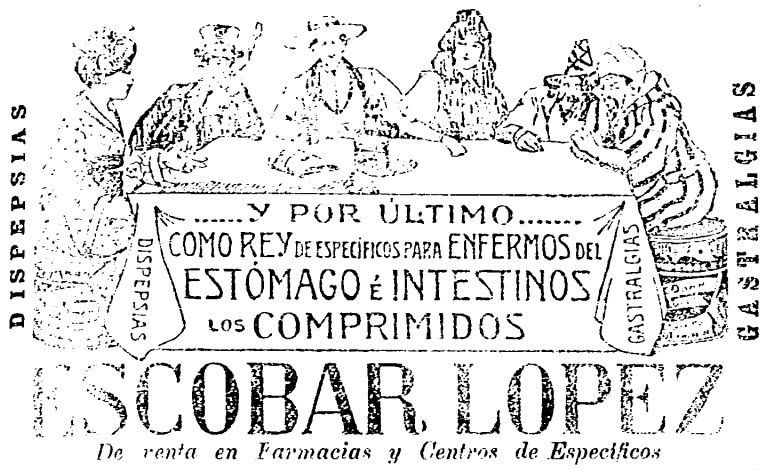 DISPEPSIAS
GASTRALGIAS
......Y POR ÚLTIMO.......
COMO REY DE ESPECÍFICOS PARA ENFERMOS DEL
ESTÓMAGO É INTESTINOS
LOS COMPRIMIDOS
DISPEPSIAS
GASTRALGIAS
ESCOBAR LOPEZ
De venta en Farmacias y Centros de Específicos